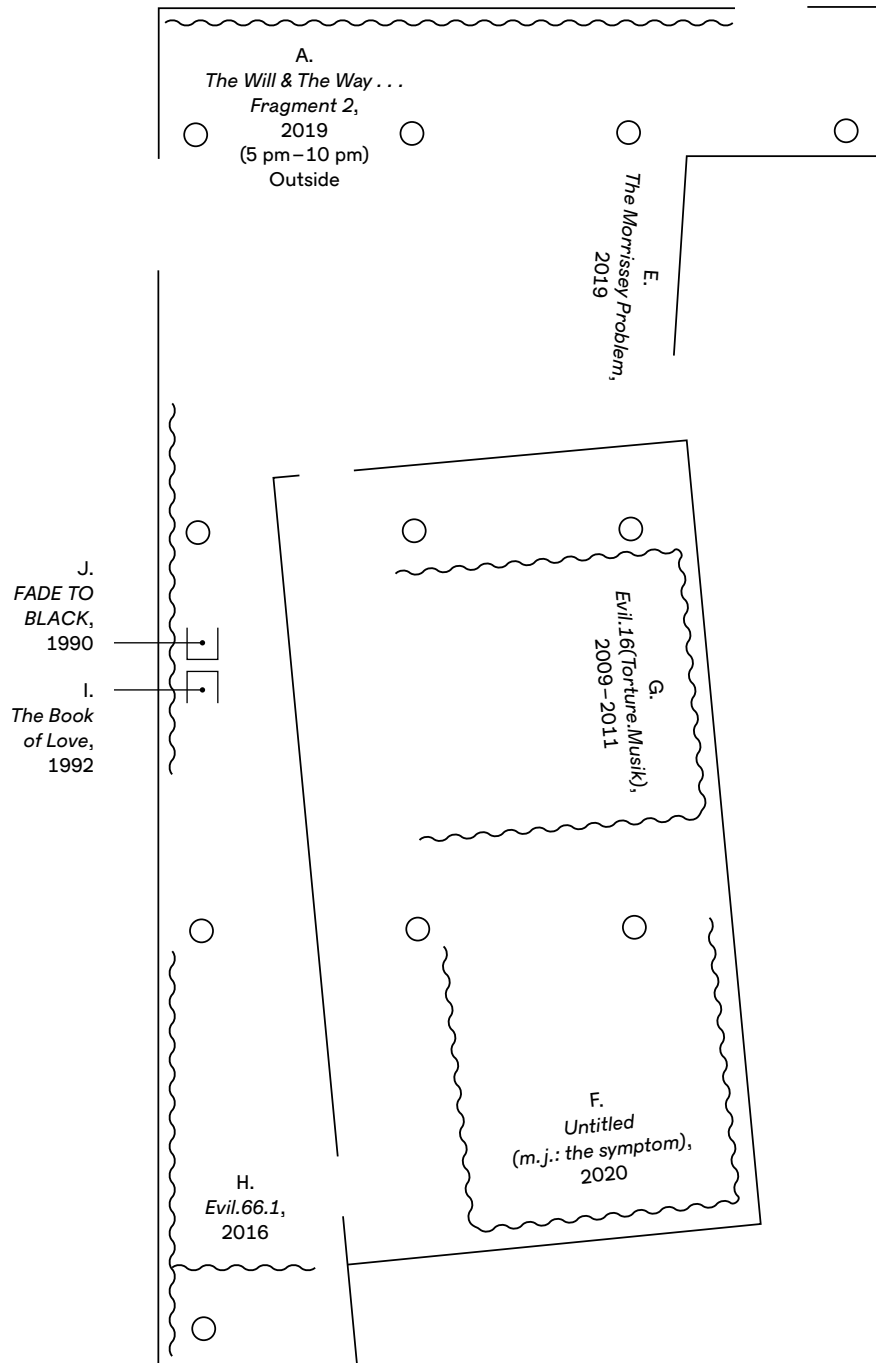 A.
The Will & The Way . . .
Fragment 2,
2019
(5 pm–10 pm)
Outside
E.
The Morrissey Problem,
2019
J.
FADE TO
BLACK,
1990
I.
The Book
of Love,
1992
G.
Evil.16(Torture.Musik),
2009–2011
F.
Untitled
(m.j.: the symptom),
2020
H.
Evil.66.1,
2016